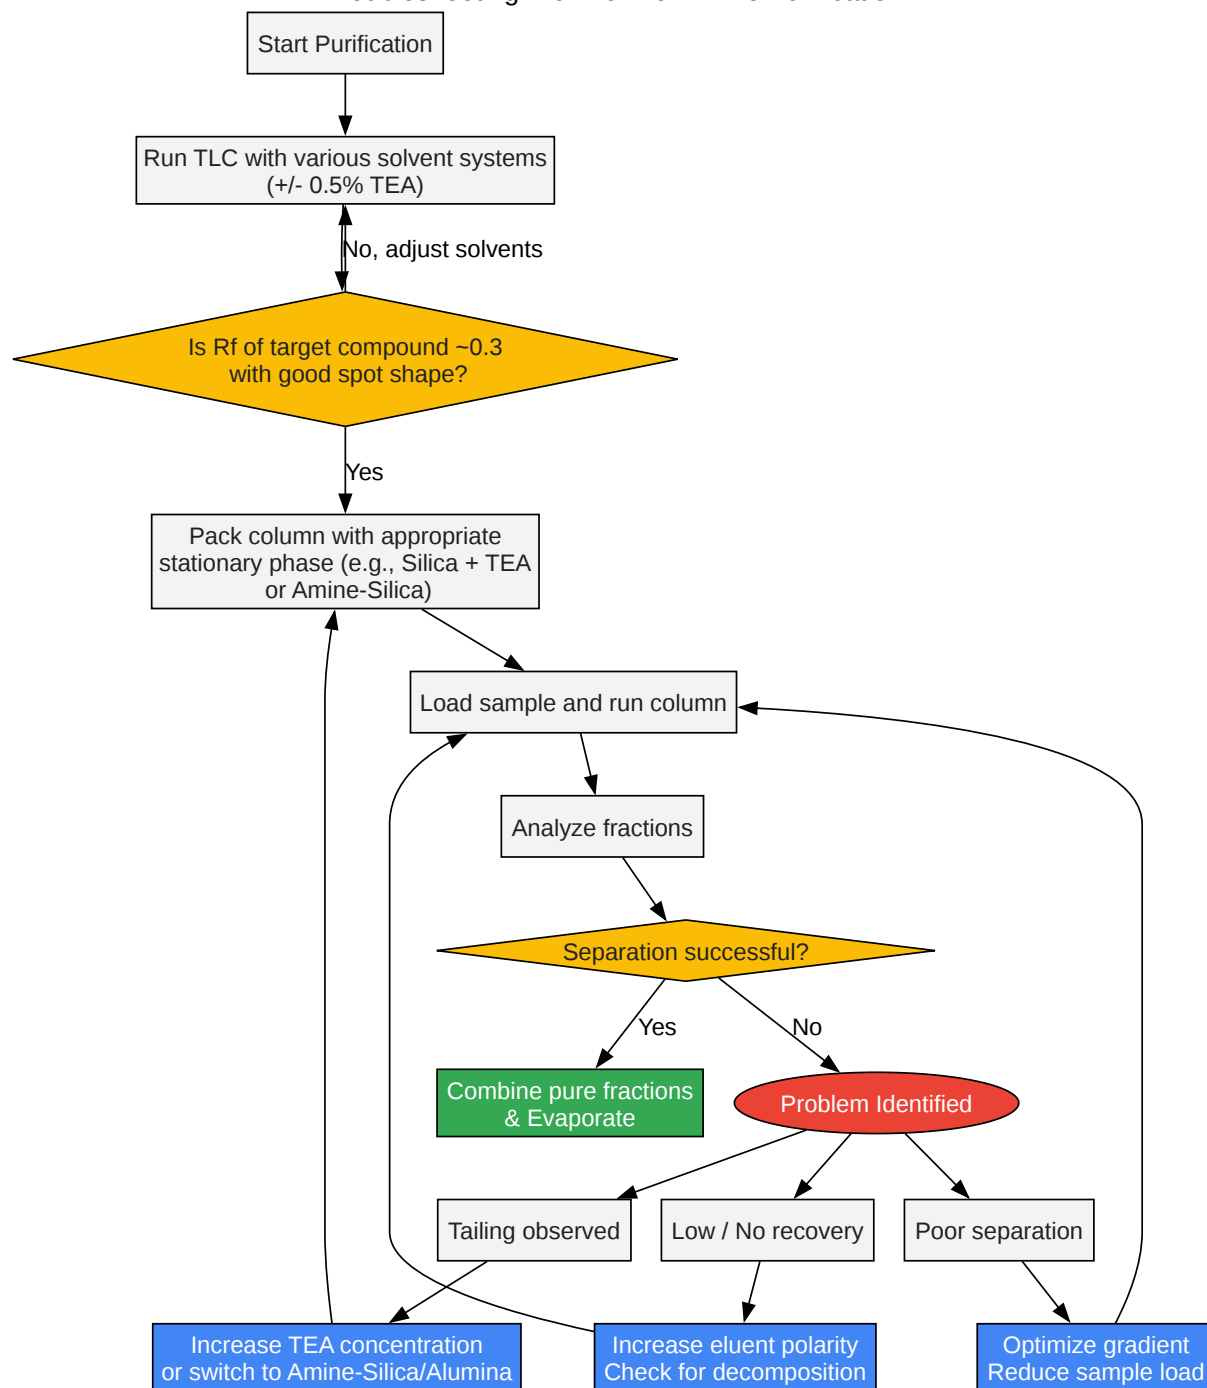 Start Purification
Run TLC with various solvent systems
(+/- 0.5% TEA)
No, adjust solvents
Is Rf of target compound ~0.3
with good spot shape?
Yes
Pack column with appropriate
stationary phase (e.g., Silica + TEA
or Amine-Silica)
Load sample and run column
Analyze fractions
Separation successful?
Yes
No
Combine pure fractions
& Evaporate
Problem Identified
Tailing observed
Low / No recovery
Poor separation
Increase TEA concentration
or switch to Amine-Silica/Alumina
Increase eluent polarity
Check for decomposition
Optimize gradient
Reduce sample load